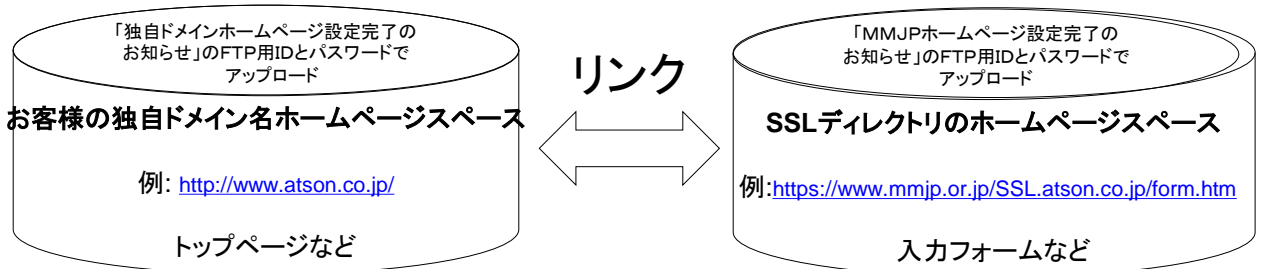 「独自ドメインホームページ設定完了の
お知らせ」のFTP用IDとパスワードで
アップロード
お客様の独自ドメイン名ホームページスペース
例: http://www.atson.co.jp/
トップページなど
リンク
「MMJPホームページ設定完了の
お知らせ」のFTP用IDとパスワードで
アップロード
SSLディレクトリのホームページスペース
例:https://www.mmjp.or.jp/SSL.atson.co.jp/form.htm
入力フォームなど